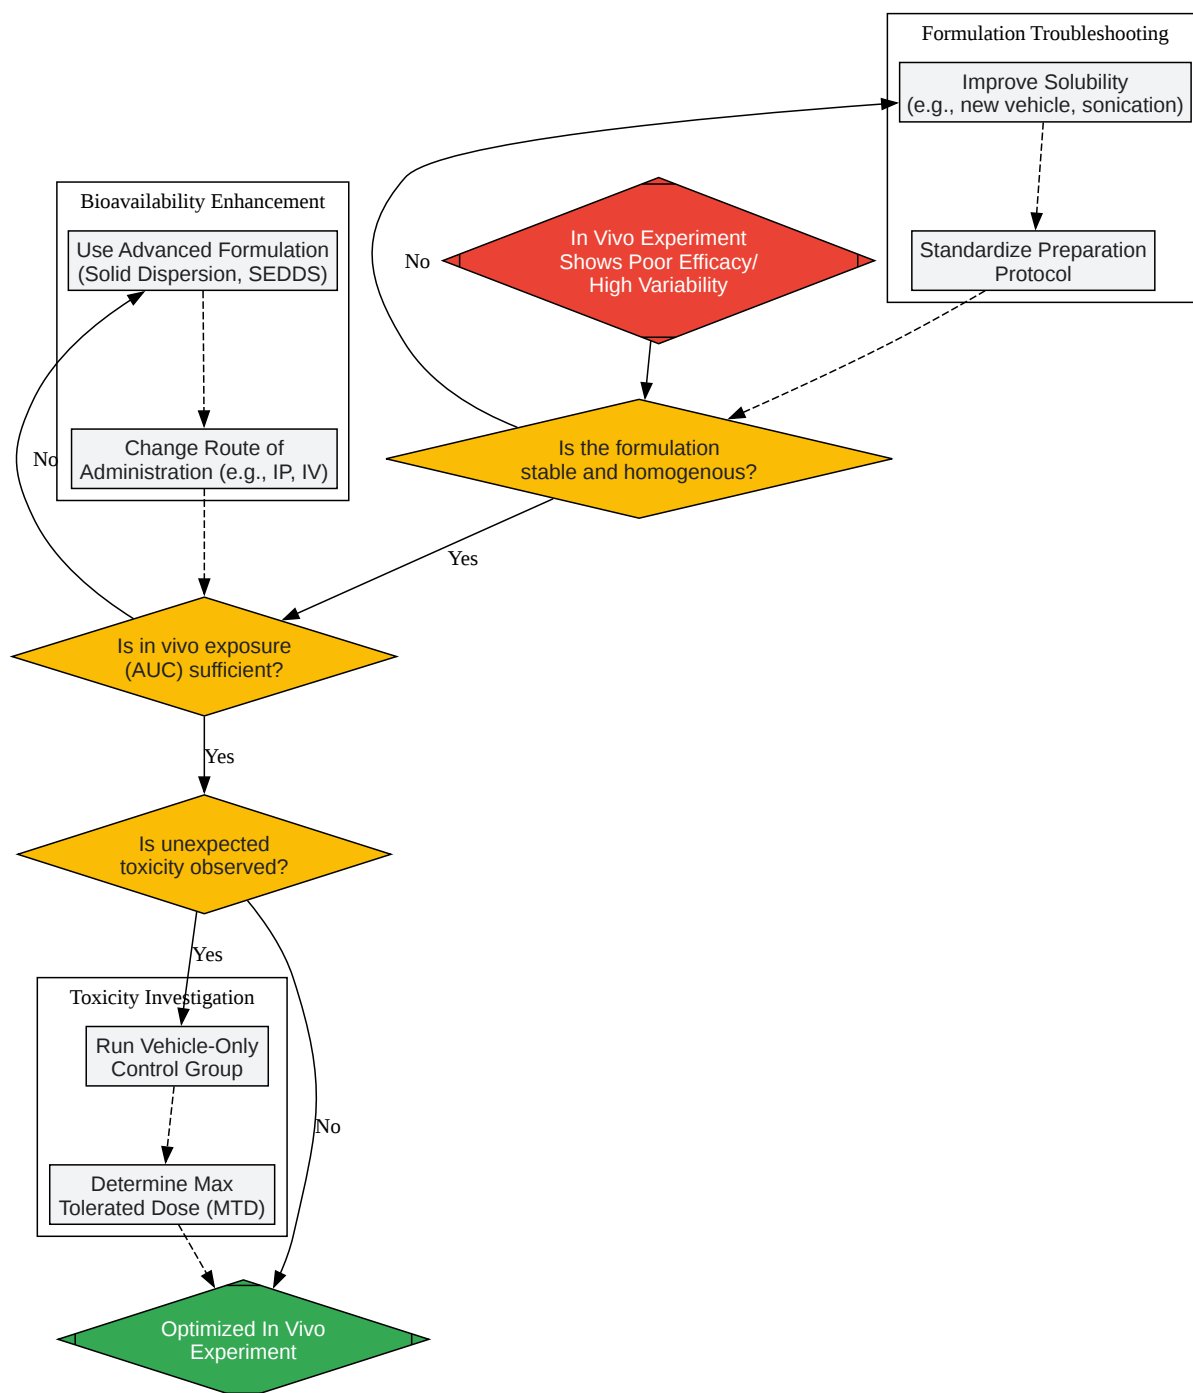 Formulation Troubleshooting
Improve Solubility
(e.g., new vehicle, sonication)
Standardize Preparation
Protocol
In Vivo Experiment
Shows Poor Efficacy/
High Variability
No
Bioavailability Enhancement
Use Advanced Formulation
(Solid Dispersion, SEDDS)
Change Route of
Administration (e.g., IP, IV)
No
Is the formulation
stable and homogenous?
Yes
Is in vivo exposure
(AUC) sufficient?
Yes
Is unexpected
toxicity observed?
Yes
Toxicity Investigation
Run Vehicle-Only
Control Group
No
Determine Max
Tolerated Dose (MTD)
Optimized In Vivo
Experiment